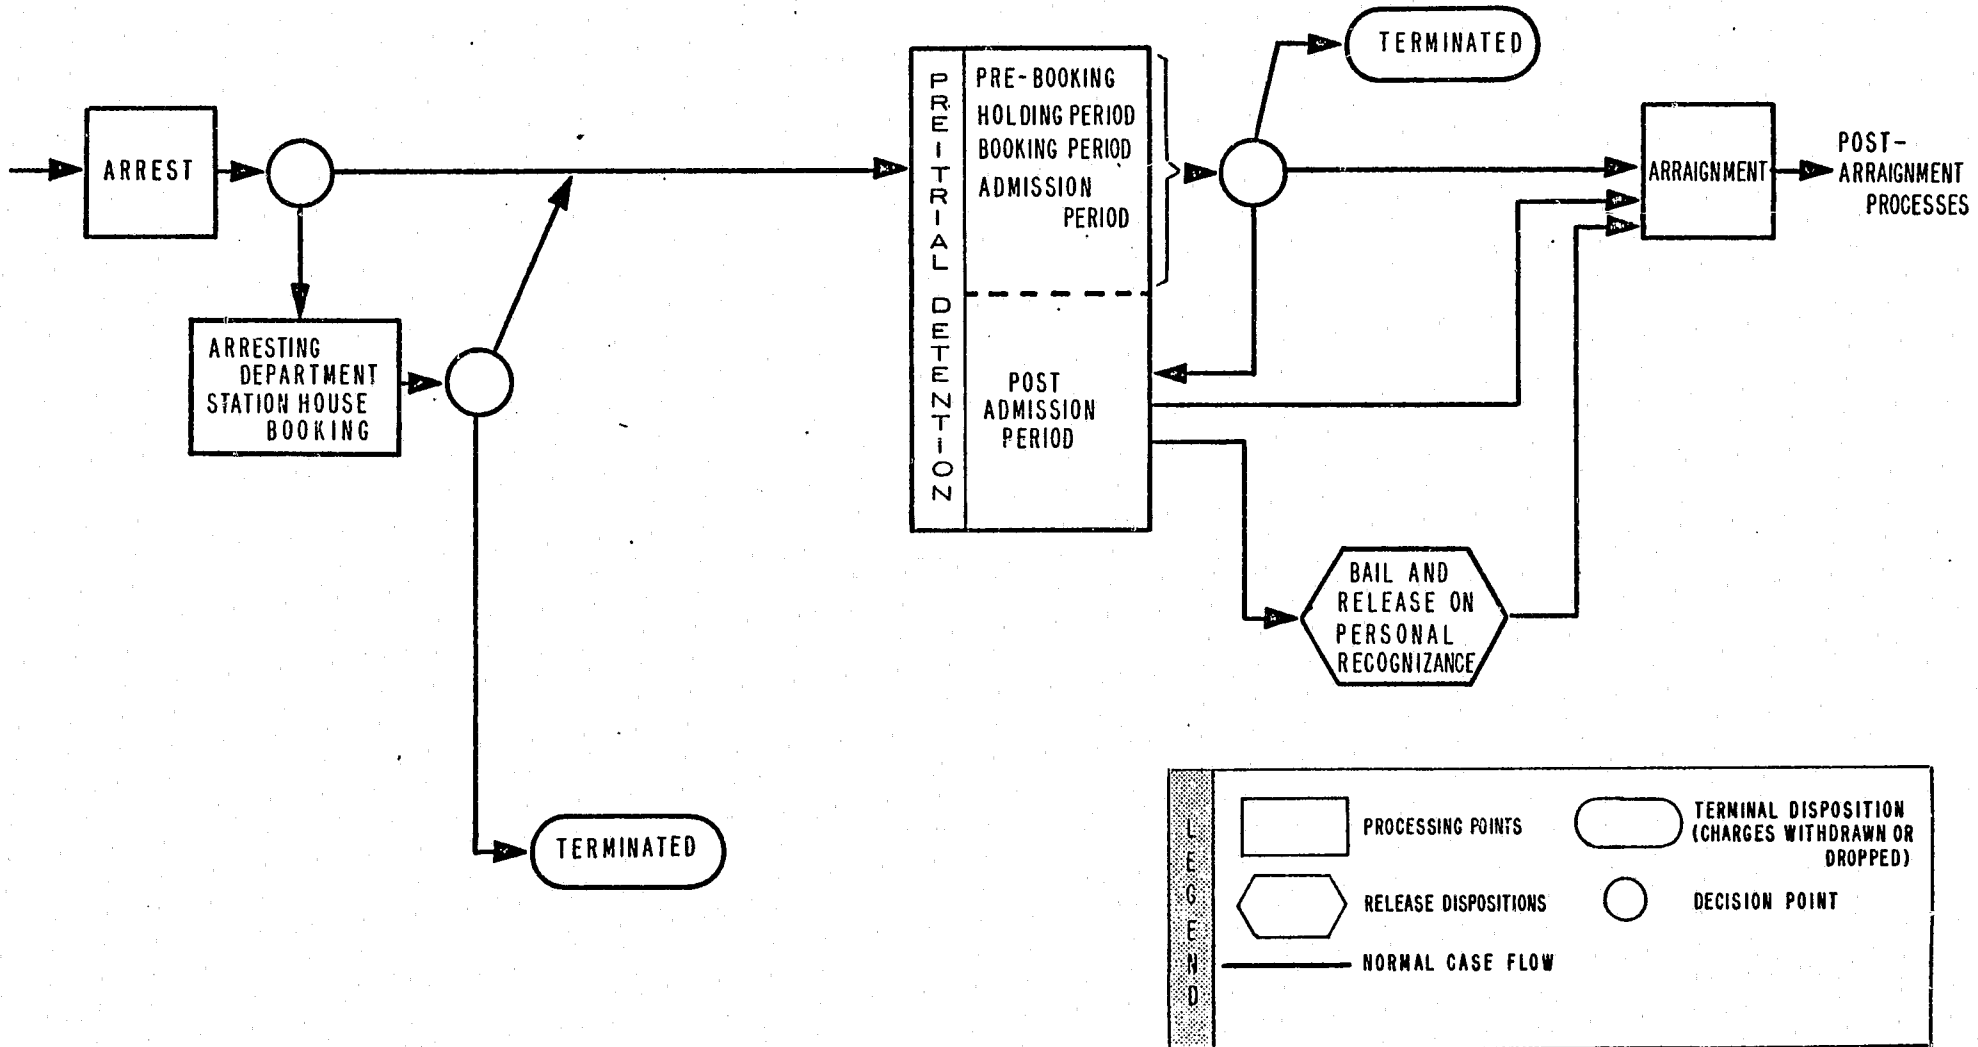 TERMINATED
ARREST
PRETRIAL DETENTION
PRE-BOOKING
HOLDING PERIOD
BOOKING PERIOD
ADMISSION
PERIOD
POST
ADMISSION
PERIOD
ARRAIGNMENT
POST-
ARRAIGNMENT
PROCESSES
ARRESTING
DEPARTMENT
STATION HOUSE
BOOKING
BAIL AND
RELEASE ON
PERSONAL
RECOGNIZANCE
TERMINATED
LEGEND
PROCESSING POINTS
TERMINAL DISPOSITION
(CHARGES WITHDRAWN OR
DROPPED)
RELEASE DISPOSITIONS
DECISION POINT
NORMAL CASE FLOW